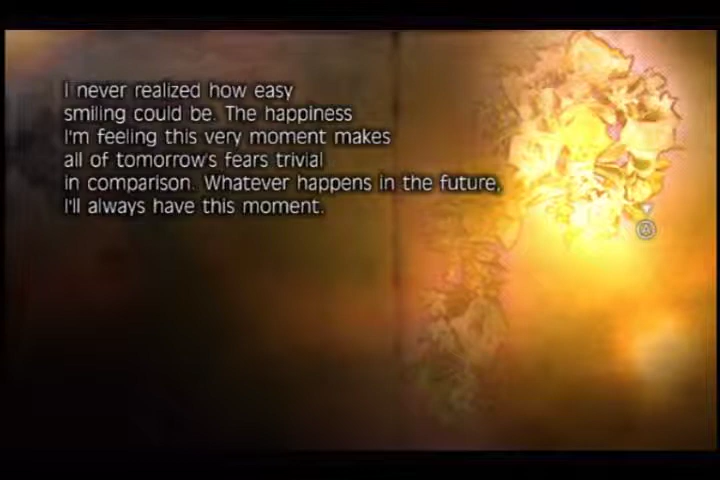 I never realized how easy
smiling could be. The happiness
I'm feeling this very moment makes
all of tomorrow's fears trivial
in comparison. Whatever happens in the future,
I'll always have this moment.